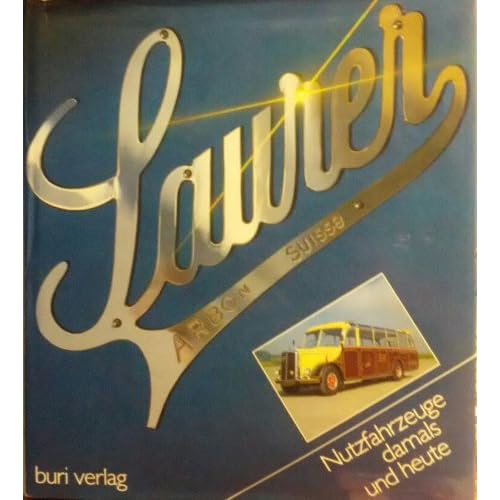 Saurer
ARBON SUISSE
Nutzfahrzeuge
damals
und heute
buri verlag